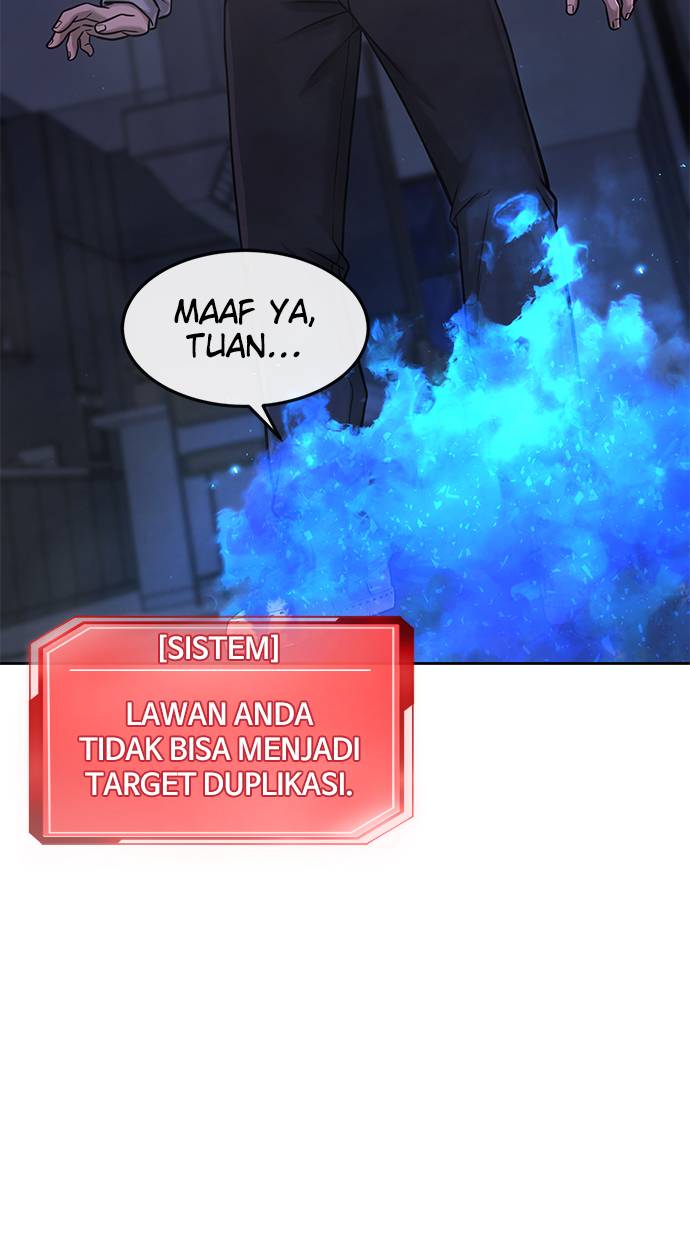 MAAF YA,
TUAN...
[SISTEM]
LAWAN ANDA
TIDAK BISA MENJADI
TARGET DUPLIKASI.